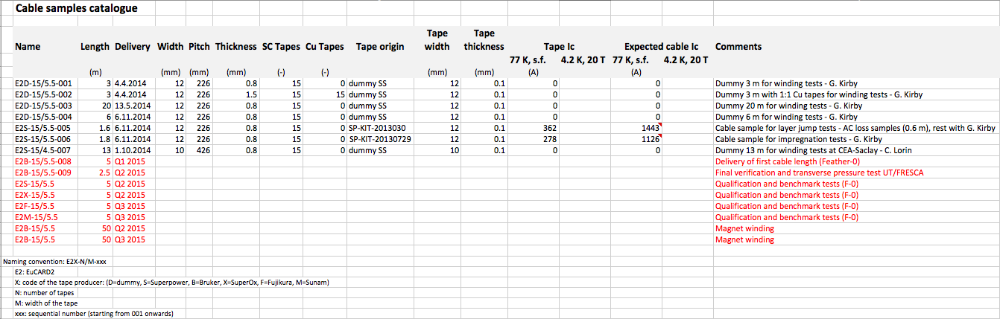 Cable samples catalogue
Tape Tape
Name Length Delivery Width Pitch Thickness SC Tapes Cu Tapes Tape origin width thickness Tape Ic Expected cable Ic Comments
77 K, s.f. 4.2 K, 20 T 77 K, s.f. 4.2 K, 20 T
(m) (mm) (mm) (mm) (-) (-) (mm) (mm) (A) (A)
E2D-15/5.5-001 3 4.4.2014 12 226 0.8 15 0 dummy SS 12 0.1 0 0 Dummy 3 m for winding tests - G. Kirby
E2D-15/5.5-002 3 4.4.2014 12 226 1.5 15 15 dummy SS 12 0.1 0 0 Dummy 3 m with 1:1 Cu tapes for winding tests - G. Kirby
E2D-15/5.5-003 20 13.5.2014 12 226 0.8 15 0 dummy SS 12 0.1 0 0 Dummy 20 m for winding tests - G. Kirby
E2D-15/5.5-004 6 6.11.2014 12 226 0.8 15 0 dummy SS 12 0.1 0 0 Dummy 6 m for winding tests - G. Kirby
E2S-15/5.5-005 1.6 6.11.2014 12 226 0.8 15 0 SP-KIT-2013030 12 0.1 362 1443 Cable sample for layer jump tests - AC loss samples (0.6 m), rest with G. Kirby
E2S-15/5.5-006 1.8 6.11.2014 12 226 0.8 15 0 SP-KIT-20130729 12 0.1 278 1126 Cable sample for impregnation tests - G. Kirby
E2S-15/4.5-007 13 1.10.2014 10 426 0.8 15 0 dummy SS 10 0.1 0 0 Dummy 13 m for winding tests at CEA-Saclay - C. Lorin
E2B-15/5.5-008 5 Q1 2015 Delivery of first cable length (Feather-0)
E2B-15/5.5-009 2.5 Q2 2015 Final verification and transverse pressure test UT/FRESCA
E2S-15/5.5 5 Q2 2015 Qualification and benchmark tests (F-0)
E2X-15/5.5 5 Q2 2015 Qualification and benchmark tests (F-0)
E2F-15/5.5 5 Q3 2015 Qualification and benchmark tests (F-0)
E2M-15/5.5 5 Q3 2015 Qualification and benchmark tests (F-0)
E2B-15/5.5 50 Q2 2015 Magnet winding
E2B-15/5.5 50 Q3 2015 Magnet winding
Naming convention: E2X-N/M-xxx
E2: EuCARD2
X: code of the tape producer: (D=dummy, S=Superpower, B=Bruker, X=SuperOx, F=Fujikura, M=Sunam)
N: number of tapes
M: width of the tape
xxx: sequential number (starting from 001 onwards)